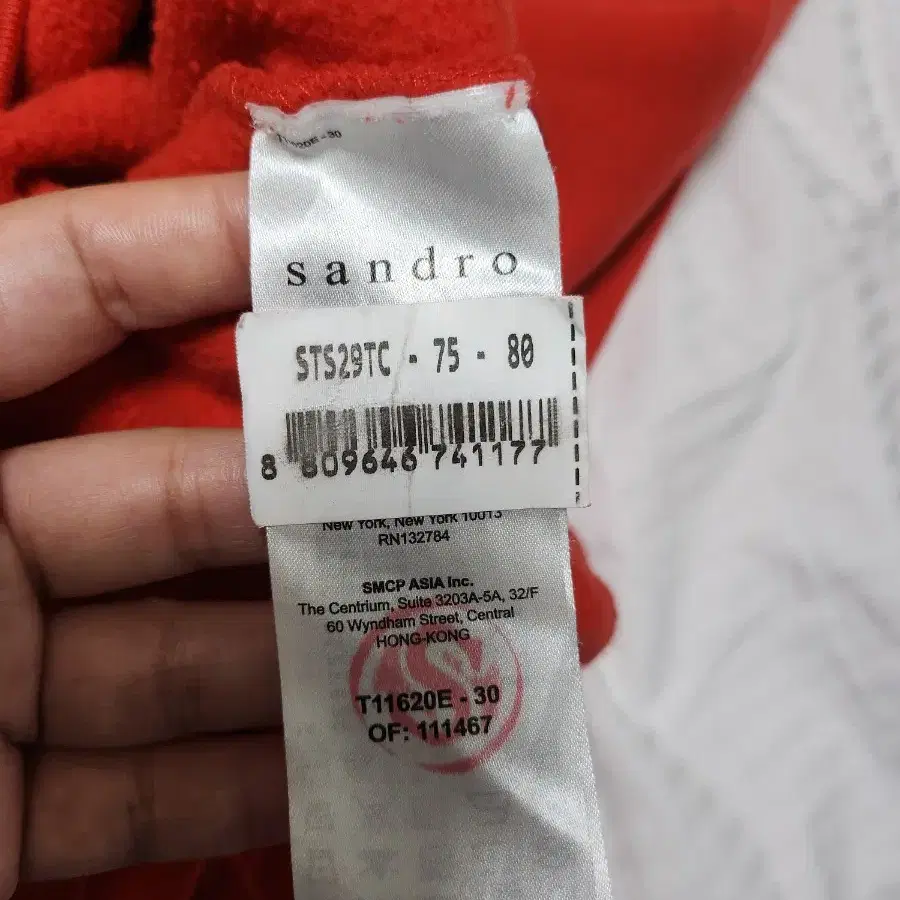 sandro
STS29TC - 75 - 80
8 809646 741177
New York, New York 10013
RN132784
SMCP ASIA Inc.
The Centrium, Suite 3203A-5A, 32/F
60 Wyndham Street, Central
HONG-KONG
T11620E - 30
OF: 111467